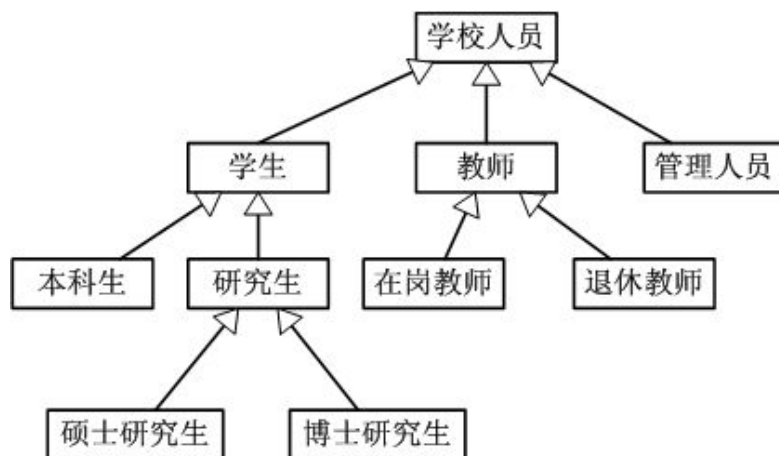 学校人员
学生
教师
管理人员
本科生
研究生
在岗教师
退休教师
硕士研究生
博士研究生